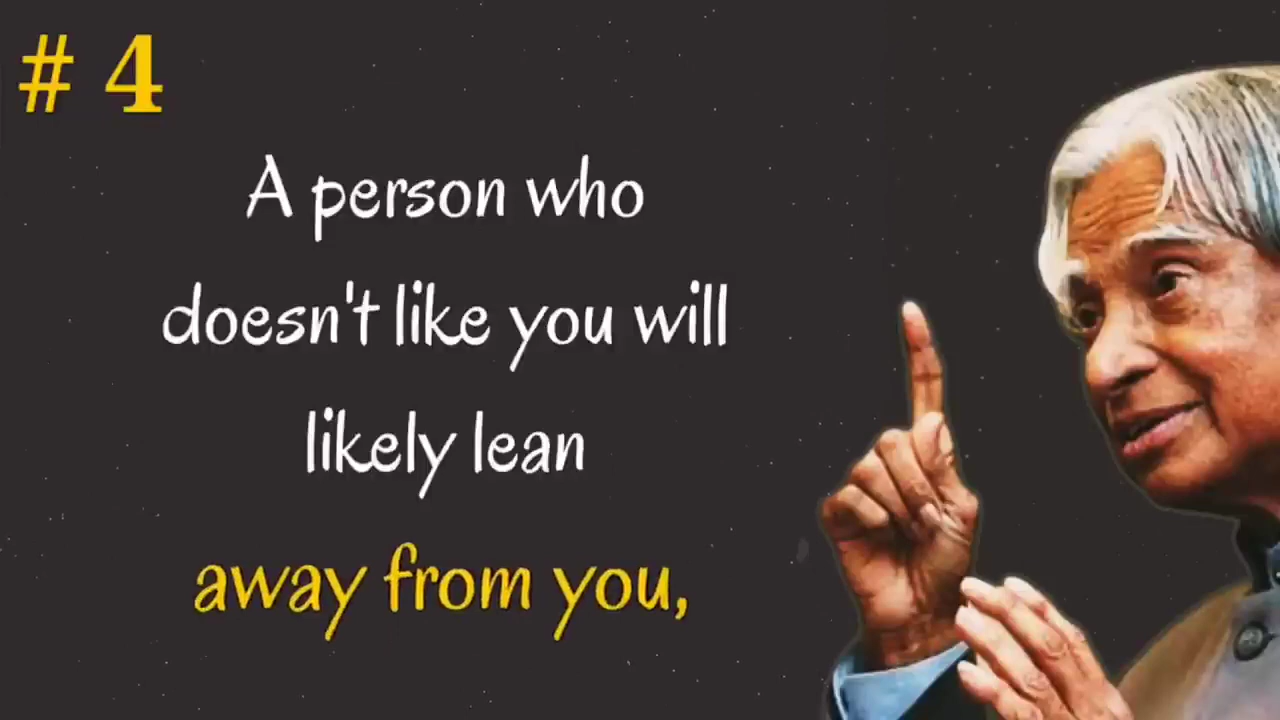 # 4
A person who
doesn't like you will
likely lean
away from you,